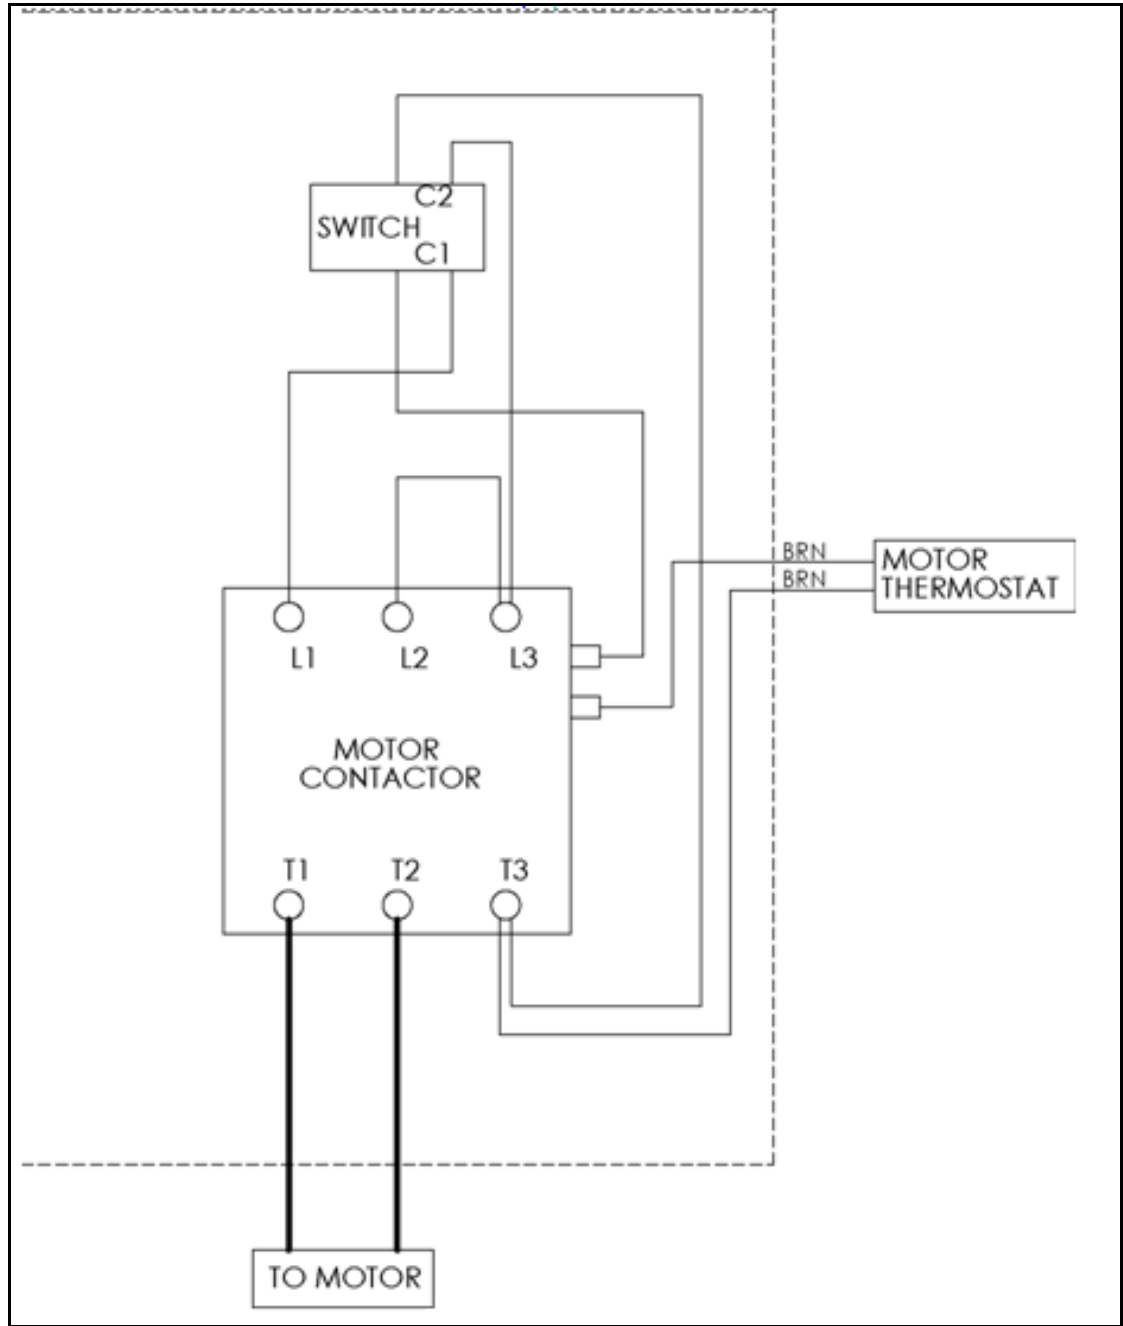 C2
SWITCH
C1
BRN
BRN
MOTOR
THERMOSTAT
L1 L2 L3
MOTOR
CONTACTOR
T1 T2 T3
TO MOTOR